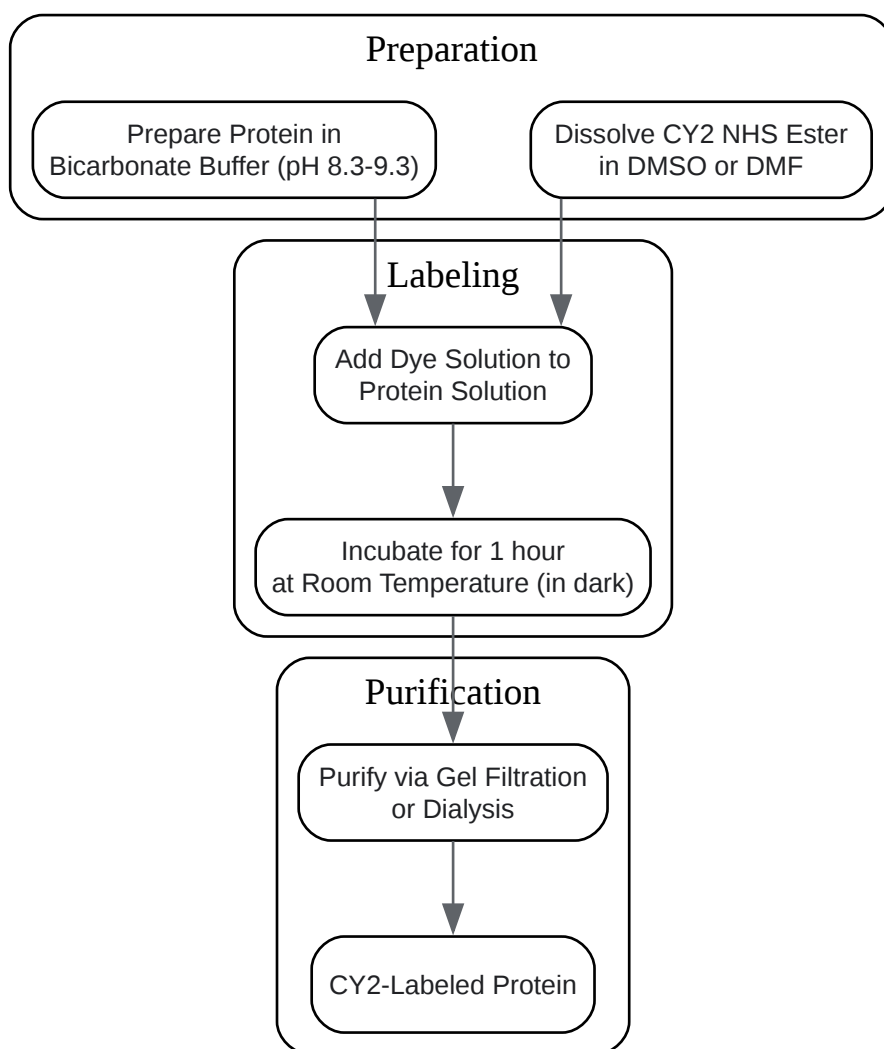 Preparation
Prepare Protein in
Bicarbonate Buffer (pH 8.3-9.3)
Dissolve CY2 NHS Ester
in DMSO or DMF
Labeling
Add Dye Solution to
Protein Solution
Incubate for 1 hour
at Room Temperature (in dark)
Purification
Purify via Gel Filtration
or Dialysis
CY2-Labeled Protein